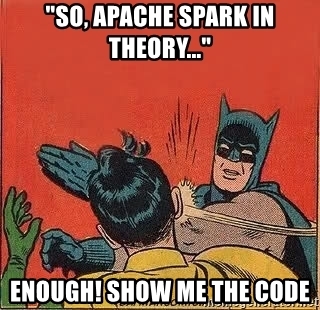 "SO, APACHE SPARK IN
THEORY..."
ENOUGH! SHOW ME THE CODE